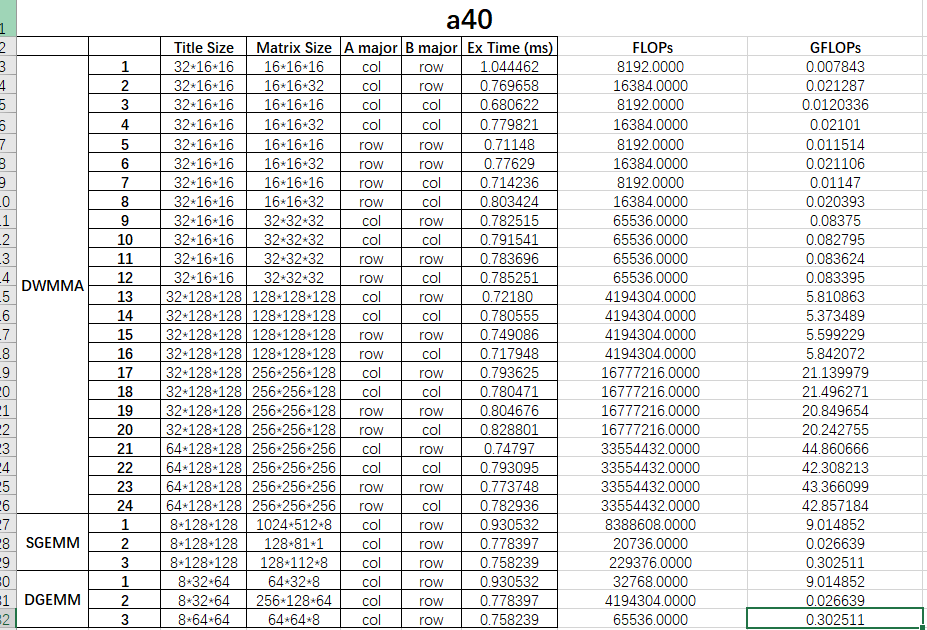 a40
Title Size Matrix Size A major B major Ex Time (ms) FLOPs GFLOPs
1 32*16*16 16*16*16 col row 1.044462 8192.0000 0.007843
2 32*16*16 16*16*32 col row 0.769658 16384.0000 0.021287
3 32*16*16 16*16*16 col col 0.680622 8192.0000 0.0120336
4 32*16*16 16*16*32 col col 0.779821 16384.0000 0.02101
5 32*16*16 16*16*16 row row 0.71148 8192.0000 0.011514
6 32*16*16 16*16*32 row row 0.77629 16384.0000 0.021106
7 32*16*16 16*16*16 row col 0.714236 8192.0000 0.01147
8 32*16*16 16*16*32 row col 0.803424 16384.0000 0.020393
9 32*16*16 32*32*32 col row 0.782515 65536.0000 0.08375
10 32*16*16 32*32*32 col col 0.791541 65536.0000 0.082795
11 32*16*16 32*32*32 row row 0.783696 65536.0000 0.083624
12 32*16*16 32*32*32 row col 0.785251 65536.0000 0.083395
DWMMA
13 32*128*128 128*128*128 col row 0.72180 4194304.0000 5.810863
14 32*128*128 128*128*128 col col 0.780555 4194304.0000 5.373489
15 32*128*128 128*128*128 row row 0.749086 4194304.0000 5.599229
16 32*128*128 128*128*128 row col 0.717948 4194304.0000 5.842072
17 32*128*128 256*256*128 col row 0.793625 16777216.0000 21.139979
18 32*128*128 256*256*128 col col 0.780471 16777216.0000 21.496271
19 32*128*128 256*256*128 row row 0.804676 16777216.0000 20.849654
20 32*128*128 256*256*128 row col 0.828801 16777216.0000 20.242755
21 64*128*128 256*256*256 col row 0.74797 33554432.0000 44.860666
22 64*128*128 256*256*256 col col 0.793095 33554432.0000 42.308213
23 64*128*128 256*256*256 row row 0.773748 33554432.0000 43.366099
24 64*128*128 256*256*256 row col 0.782936 33554432.0000 42.857184
1 8*128*128 1024*512*8 col row 0.930532 8388608.0000 9.014852
SGEMM 2 8*128*128 128*81*1 col row 0.778397 20736.0000 0.026639
3 8*128*128 128*112*8 col row 0.758239 229376.0000 0.302511
1 8*32*64 64*32*8 col row 0.930532 32768.0000 9.014852
DGEMM 2 8*32*64 256*128*64 col row 0.778397 4194304.0000 0.026639
3 8*64*64 64*64*8 col row 0.758239 65536.0000 0.302511